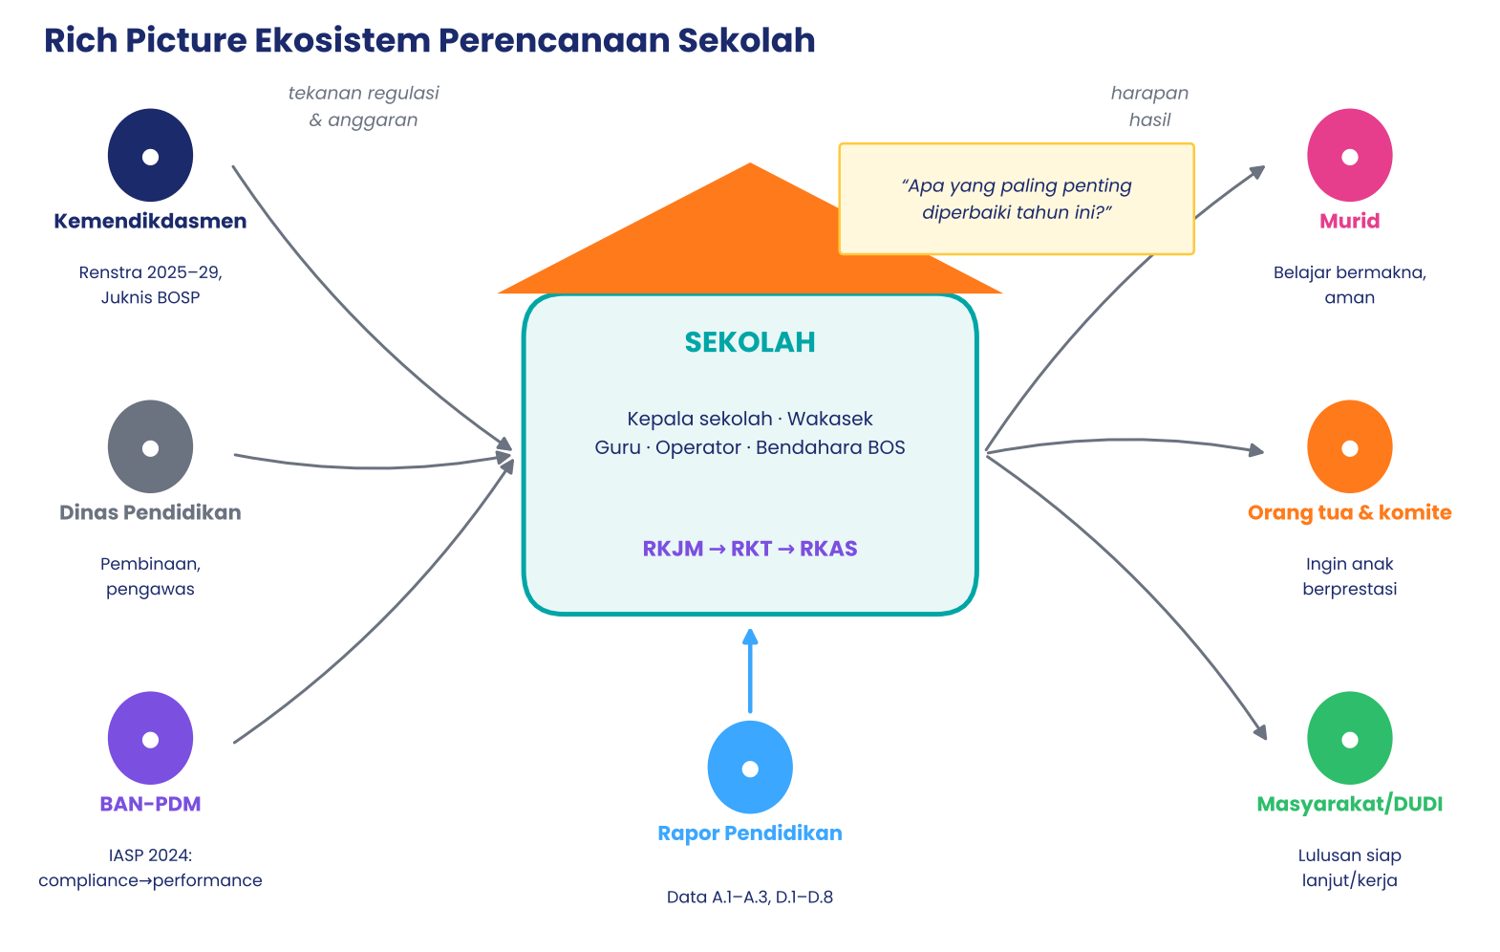 Rich Picture Ekosistem Perencanaan Sekolah
tekanan regulasi
& anggaran
harapan
hasil
“Apa yang paling penting
diperbaiki tahun ini?”
Kemendikdasmen
Renstra 2025–29,
Juknis BOSP
Dinas Pendidikan
Pembinaan,
pengawas
BAN-PDM
IASP 2024:
compliance→performance
SEKOLAH
Kepala sekolah · Wakasek
Guru · Operator · Bendahara BOS
RKJM → RKT → RKAS
Rapor Pendidikan
Data A.1–A.3, D.1–D.8
Murid
Belajar bermakna,
aman
Orang tua & komite
Ingin anak
berprestasi
Masyarakat/DUDI
Lulusan siap
lanjut/kerja